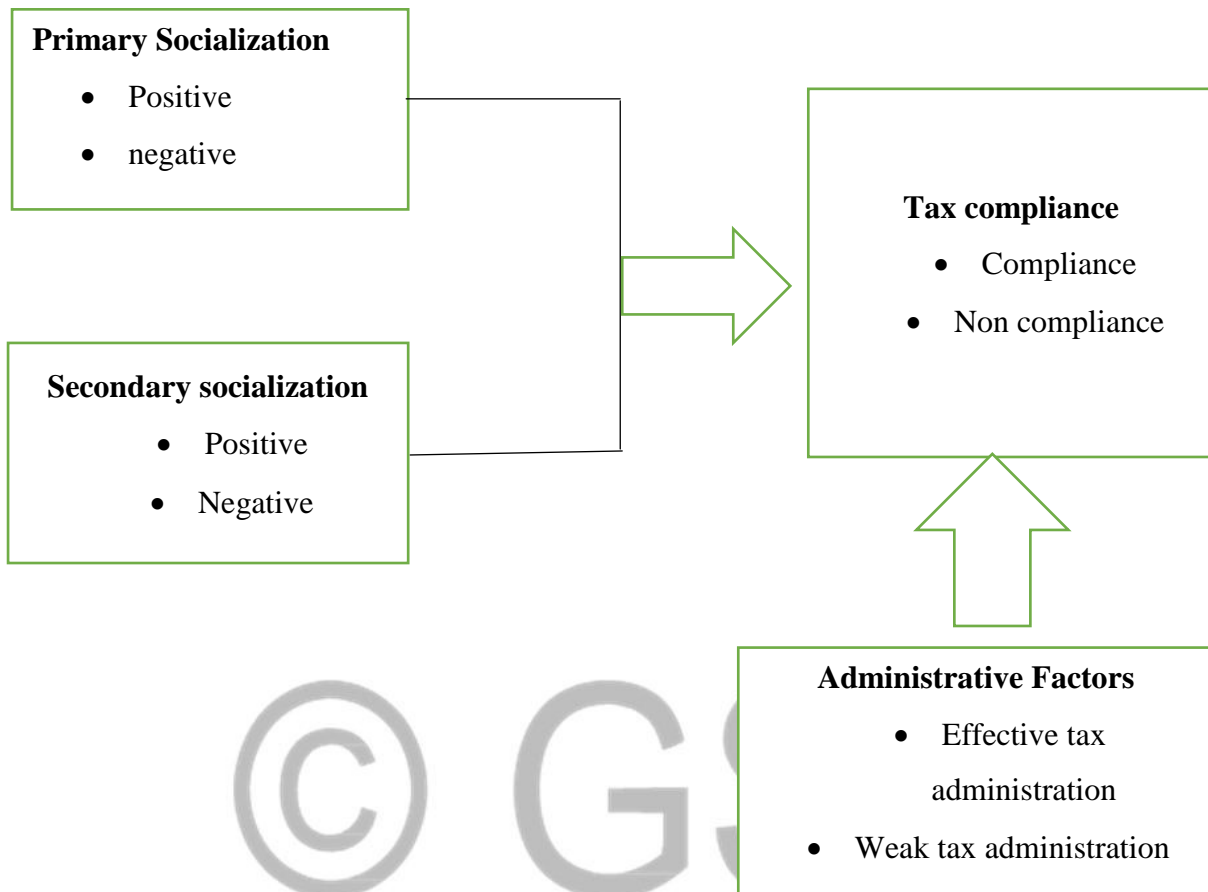 Primary Socialization
• Positive
• negative
Tax compliance
• Compliance
• Non compliance
Secondary socialization
• Positive
• Negative
Administrative Factors
• Effective tax
administration
• Weak tax administration
© GS